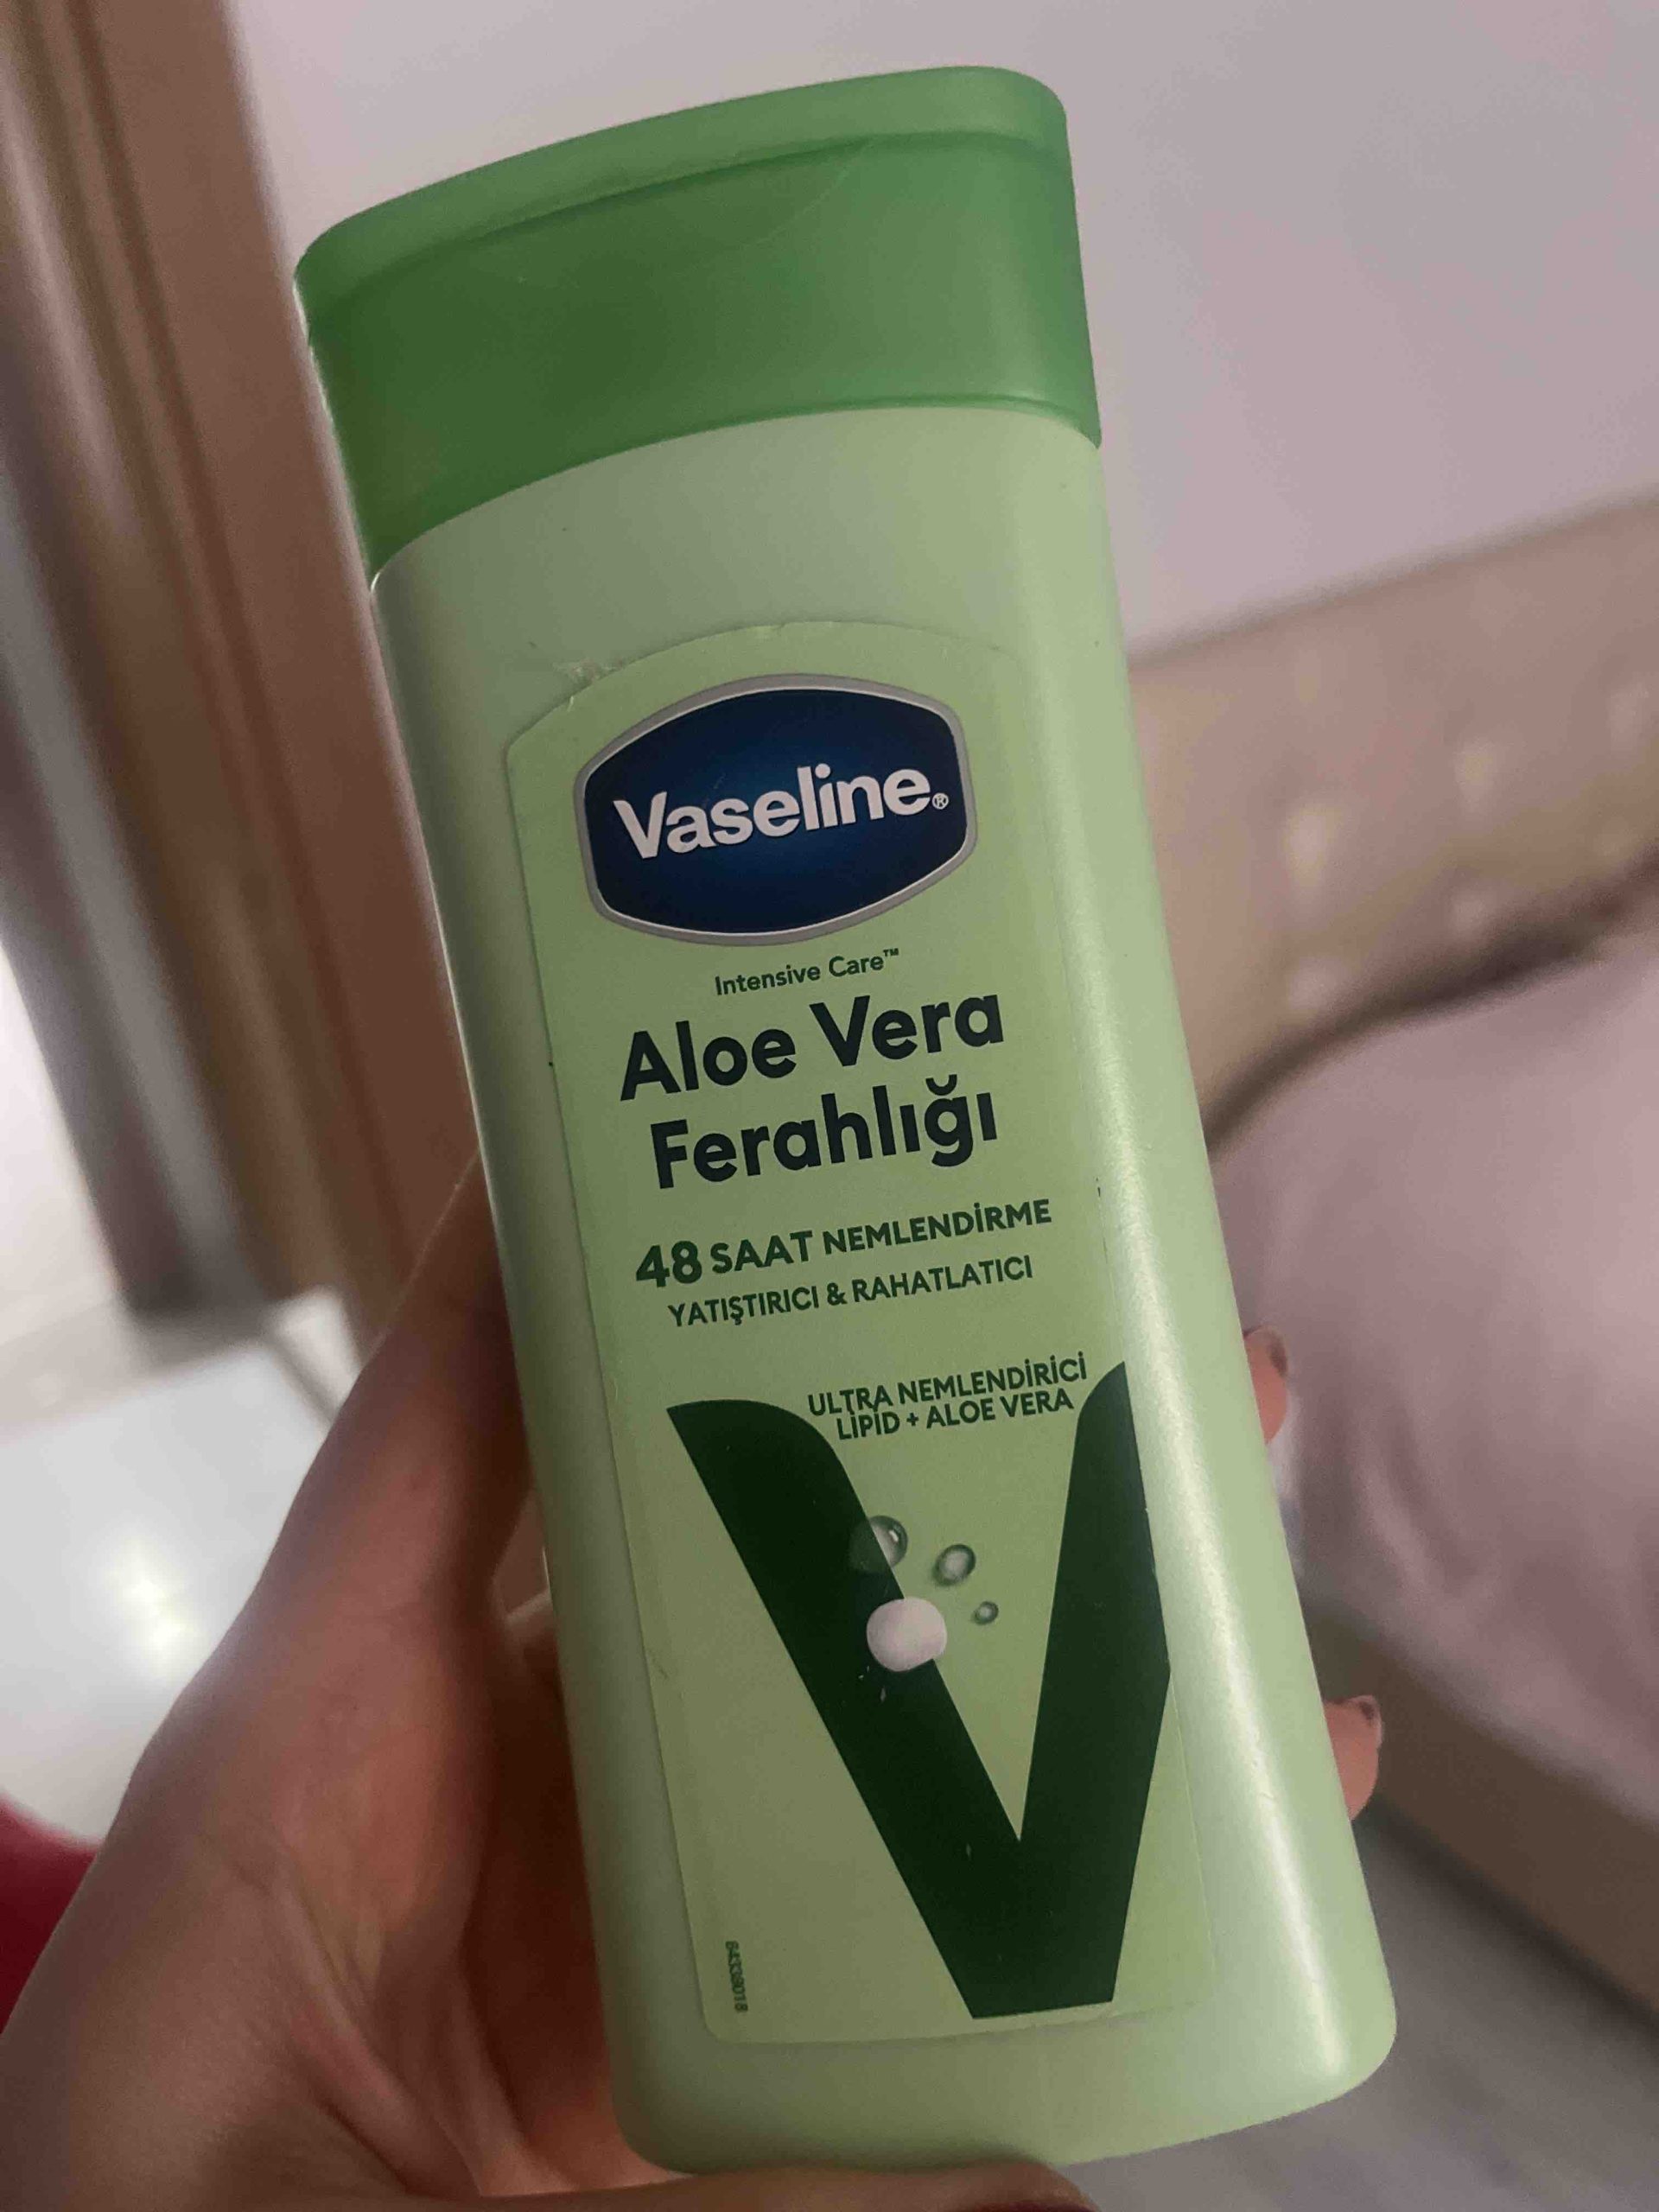 Vaseline®
Intensive Care™
Aloe Vera
Ferahlığı
48 SAAT NEMLENDİRME
YATIŞTIRICI & RAHATLATICI
ULTRA NEMLENDİRİCİ
LİPİD + ALOE VERA